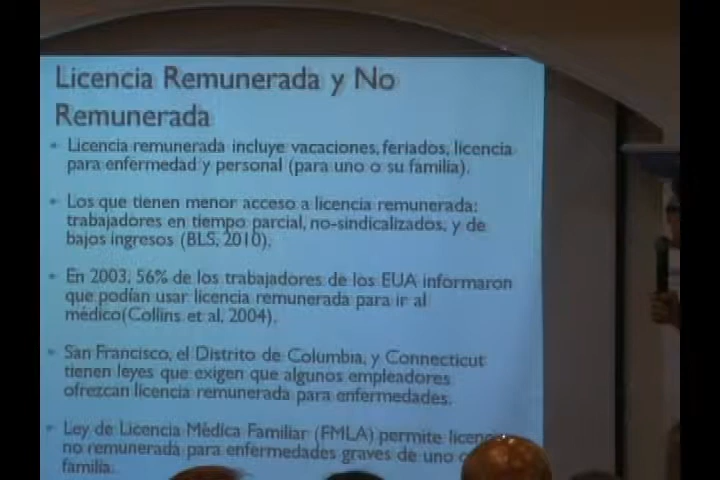 Licencia Remunerada y No
Remunerada
Licencia remunerada incluye vacaciones, feriados, licencia
para enfermedad y personal (para uno o su familia).
Los que tienen menor acceso a licencia remunerada:
trabajadores en tiempo parcial, no-sindicalizados, y de
bajos ingresos (BLS, 2010).
En 2003, 56% de los trabajadores de los EUA informaron
que podían usar licencia remunerada para ir al
médico(Collins et al, 2004).
San Francisco, el Distrito de Columbia, y Connecticut
tienen leyes que exigen que algunos empleadores
ofrezcan licencia remunerada para enfermedades.
Ley de Licencia Médica Familiar (FMLA) permite
no remunerada para enfermedades graves de uno
familia.